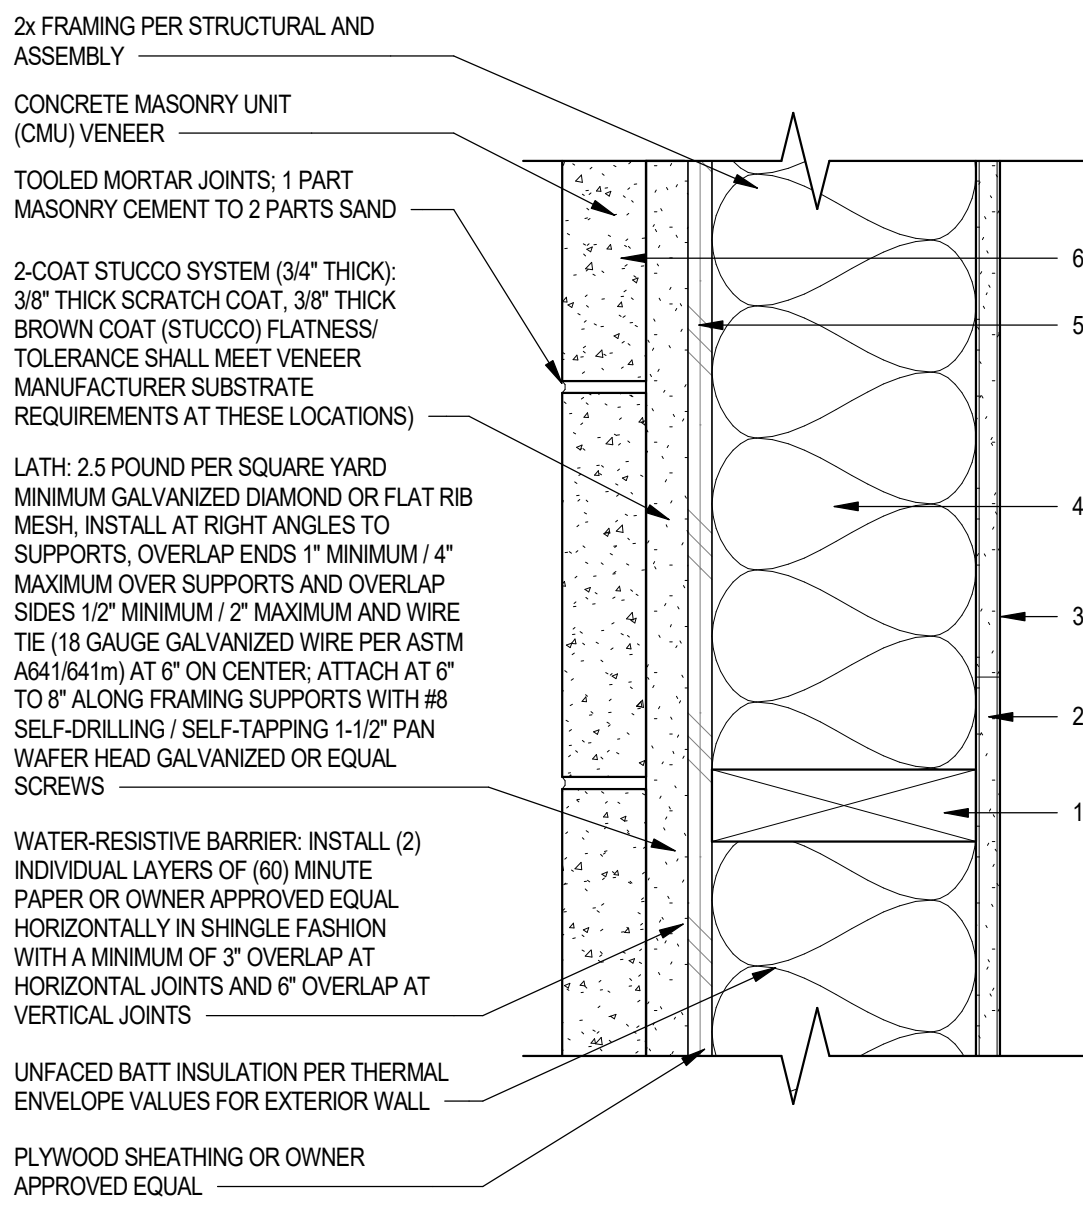 2x FRAMING PER STRUCTURAL AND
ASSEMBLY
CONCRETE MASONRY UNIT
(CMU) VENEER
TOOLED MORTAR JOINTS; 1 PART
MASONRY CEMENT TO 2 PARTS SAND
2-COAT STUCCO SYSTEM (3/4" THICK):
3/8" THICK SCRATCH COAT, 3/8" THICK
BROWN COAT (STUCCO) FLATNESS/
TOLERANCE SHALL MEET VENEER
MANUFACTURER SUBSTRATE
REQUIREMENTS AT THESE LOCATIONS)
LATH: 2.5 POUND PER SQUARE YARD
MINIMUM GALVANIZED DIAMOND OR FLAT RIB
MESH, INSTALL AT RIGHT ANGLES TO
SUPPORTS, OVERLAP ENDS 1" MINIMUM / 4"
MAXIMUM OVER SUPPORTS AND OVERLAP
SIDES 1/2" MINIMUM / 2" MAXIMUM AND WIRE
TIE (18 GAUGE GALVANIZED WIRE PER ASTM
A641/641m) AT 6" ON CENTER; ATTACH AT 6"
TO 8" ALONG FRAMING SUPPORTS WITH #8
SELF-DRILLING / SELF-TAPPING 1-1/2" PAN
WAFER HEAD GALVANIZED OR EQUAL
SCREWS
WATER-RESISTIVE BARRIER: INSTALL (2)
INDIVIDUAL LAYERS OF (60) MINUTE
PAPER OR OWNER APPROVED EQUAL
HORIZONTALLY IN SHINGLE FASHION
WITH A MINIMUM OF 3" OVERLAP AT
HORIZONTAL JOINTS AND 6" OVERLAP AT
VERTICAL JOINTS
UNFACED BATT INSULATION PER THERMAL
ENVELOPE VALUES FOR EXTERIOR WALL
PLYWOOD SHEATHING OR OWNER
APPROVED EQUAL
6
5
4
3
2
1